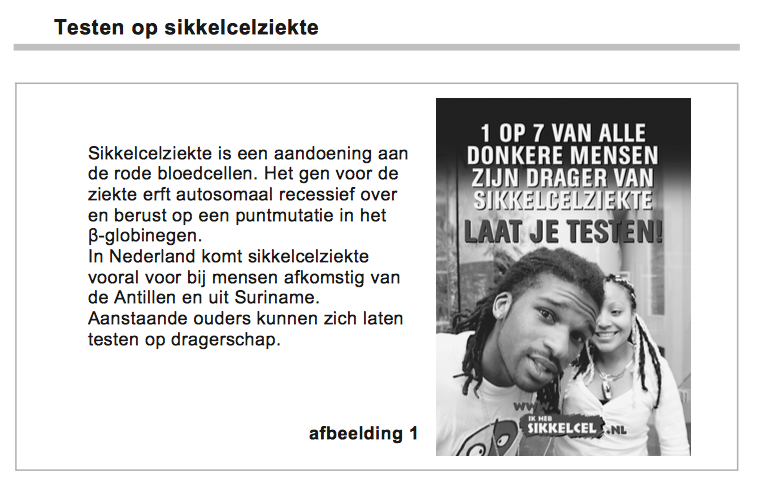 Testen op sikkelcelziekte
Sikkelcelziekte is een aandoening aan
de rode bloedcellen. Het gen voor de
ziekte erft autosomaal recessief over
en berust op een puntmutatie in het
β-globinegen.
In Nederland komt sikkelcelziekte
vooral voor bij mensen afkomstig van
de Antillen en uit Suriname.
Aanstaande ouders kunnen zich laten
testen op dragerschap.
afbeelding 1
1 OP 7 VAN ALLE
DONKERE MENSEN
ZIJN DRAGER VAN
SIKKELCELZIEKTE
LAAT JE TESTEN!
WWW.
IK HEB
SIKKELCEL.NL